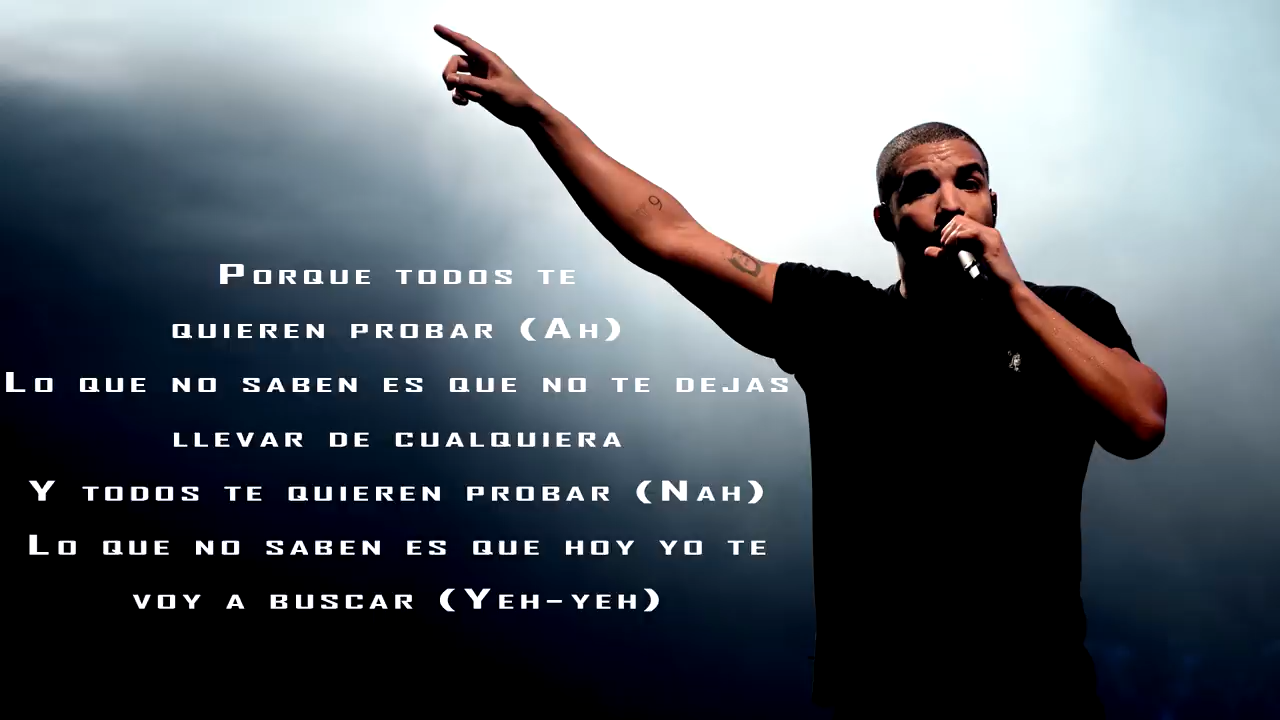 Porque todos te
quieren probar (Ah)
Lo que no saben es que no te dejas
llevar de cualquiera
Y todos te quieren probar (Nah)
Lo que no saben es que hoy yo te
voy a buscar (Yeh-yeh)
9